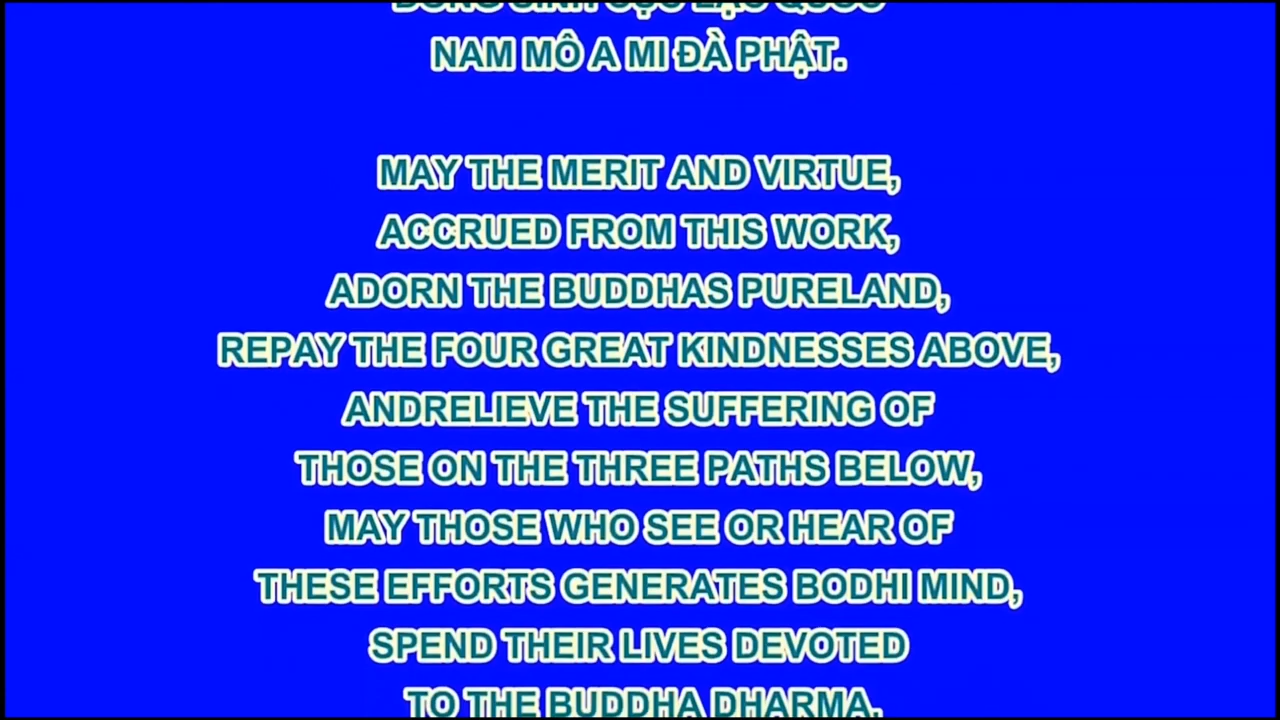 NAM MÔ A MI ĐÀ PHẬT.
MAY THE MERIT AND VIRTUE,
ACCRUED FROM THIS WORK,
ADORN THE BUDDHAS PURELAND,
REPAY THE FOUR GREAT KINDNESSES ABOVE,
ANDRELIEVE THE SUFFERING OF
THOSE ON THE THREE PATHS BELOW,
MAY THOSE WHO SEE OR HEAR OF
THESE EFFORTS GENERATES BODHI MIND,
SPEND THEIR LIVES DEVOTED
TO THE BUDDHA DHARMA,